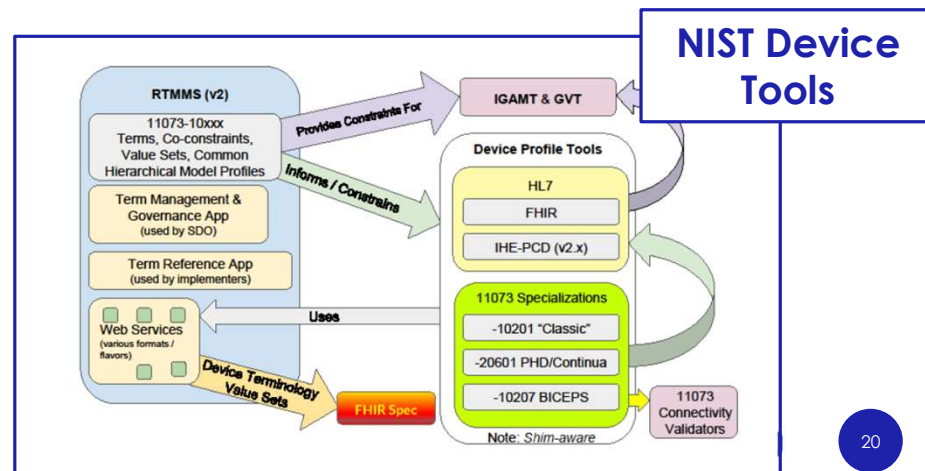 NIST Device
Tools
RTMMS (v2)
11073-10xxx
Terms, Co-constraints,
Value Sets, Common
Hierarchical Model Profiles
Term Management &
Governance App
(used by SDO)
Term Reference App
(used by implementers)
Web Services
(various formats /
flavors)
Provides Constraints For
Informs / Constrains
Uses
Device Terminology
Value Sets
IGAMT & GVT
Device Profile Tools
HL7
FHIR
IHE-PCD (v2.x)
11073 Specializations
-10201 "Classic"
-20601 PHD/Continua
-10207 BICEPS
Note: Shim-aware
FHIR Spec
11073
Connectivity
Validators
20